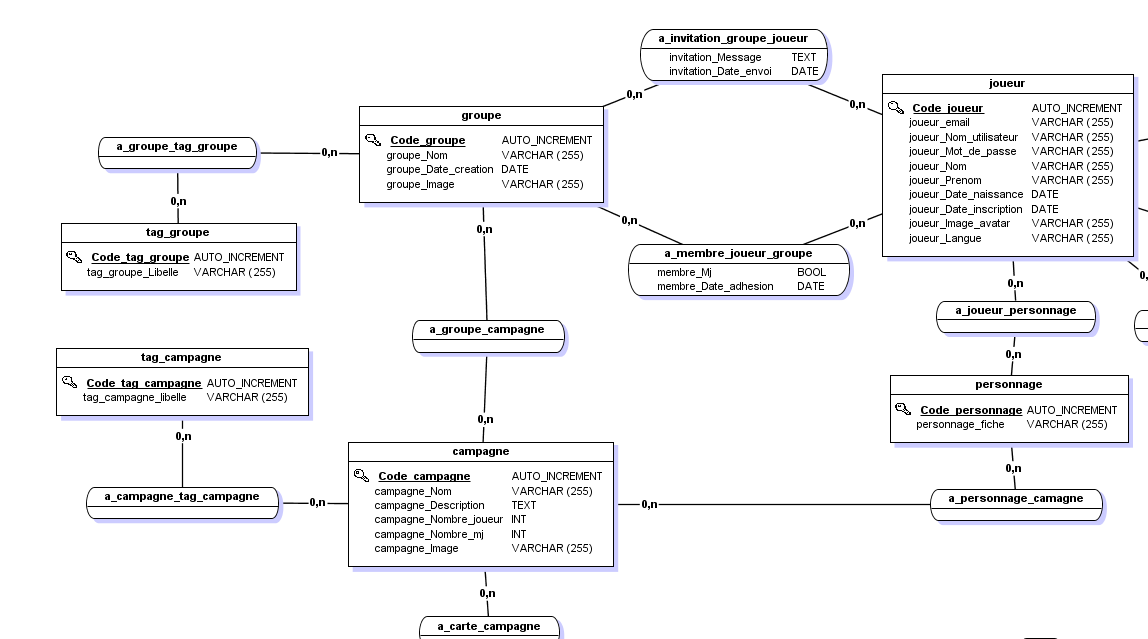 a_invitation_groupe_joueur
invitation_Message TEXT
invitation_Date_envoi DATE
0,n
0,n
joueur
Code_joueur AUTO_INCREMENT
joueur_email VARCHAR (255)
joueur_Nom_utilisateur VARCHAR (255)
joueur_Mot_de_passe VARCHAR (255)
joueur_Nom VARCHAR (255)
joueur_Prenom VARCHAR (255)
joueur_Date_naissance DATE
joueur_Date_inscription DATE
joueur_Image_avatar VARCHAR (255)
joueur_Langue VARCHAR (255)
groupe
Code_groupe AUTO_INCREMENT
groupe_Nom VARCHAR (255)
groupe_Date_creation DATE
groupe_Image VARCHAR (255)
a_groupe_tag_groupe
0,n
0,n
tag_groupe
Code_tag_groupe AUTO_INCREMENT
tag_groupe_Libelle VARCHAR (255)
0,n
0,n
0,n
a_membre_joueur_groupe
membre_Mj BOOL
membre_Date_adhesion DATE
0,n
0,
a_joueur_personnage
0,n
a_groupe_campagne
0,n
tag_campagne
Code_tag_campagne AUTO_INCREMENT
tag_campagne_libelle VARCHAR (255)
0,n
personnage
Code_personnage AUTO_INCREMENT
personnage_fiche VARCHAR (255)
0,n
campagne
Code_campagne AUTO_INCREMENT
campagne_Nom VARCHAR (255)
campagne_Description TEXT
campagne_Nombre_joueur INT
campagne_Nombre_mj INT
campagne_Image VARCHAR (255)
a_campagne_tag_campagne
0,n
0,n
a_personnage_camagne
0,n
a_carte_campagne